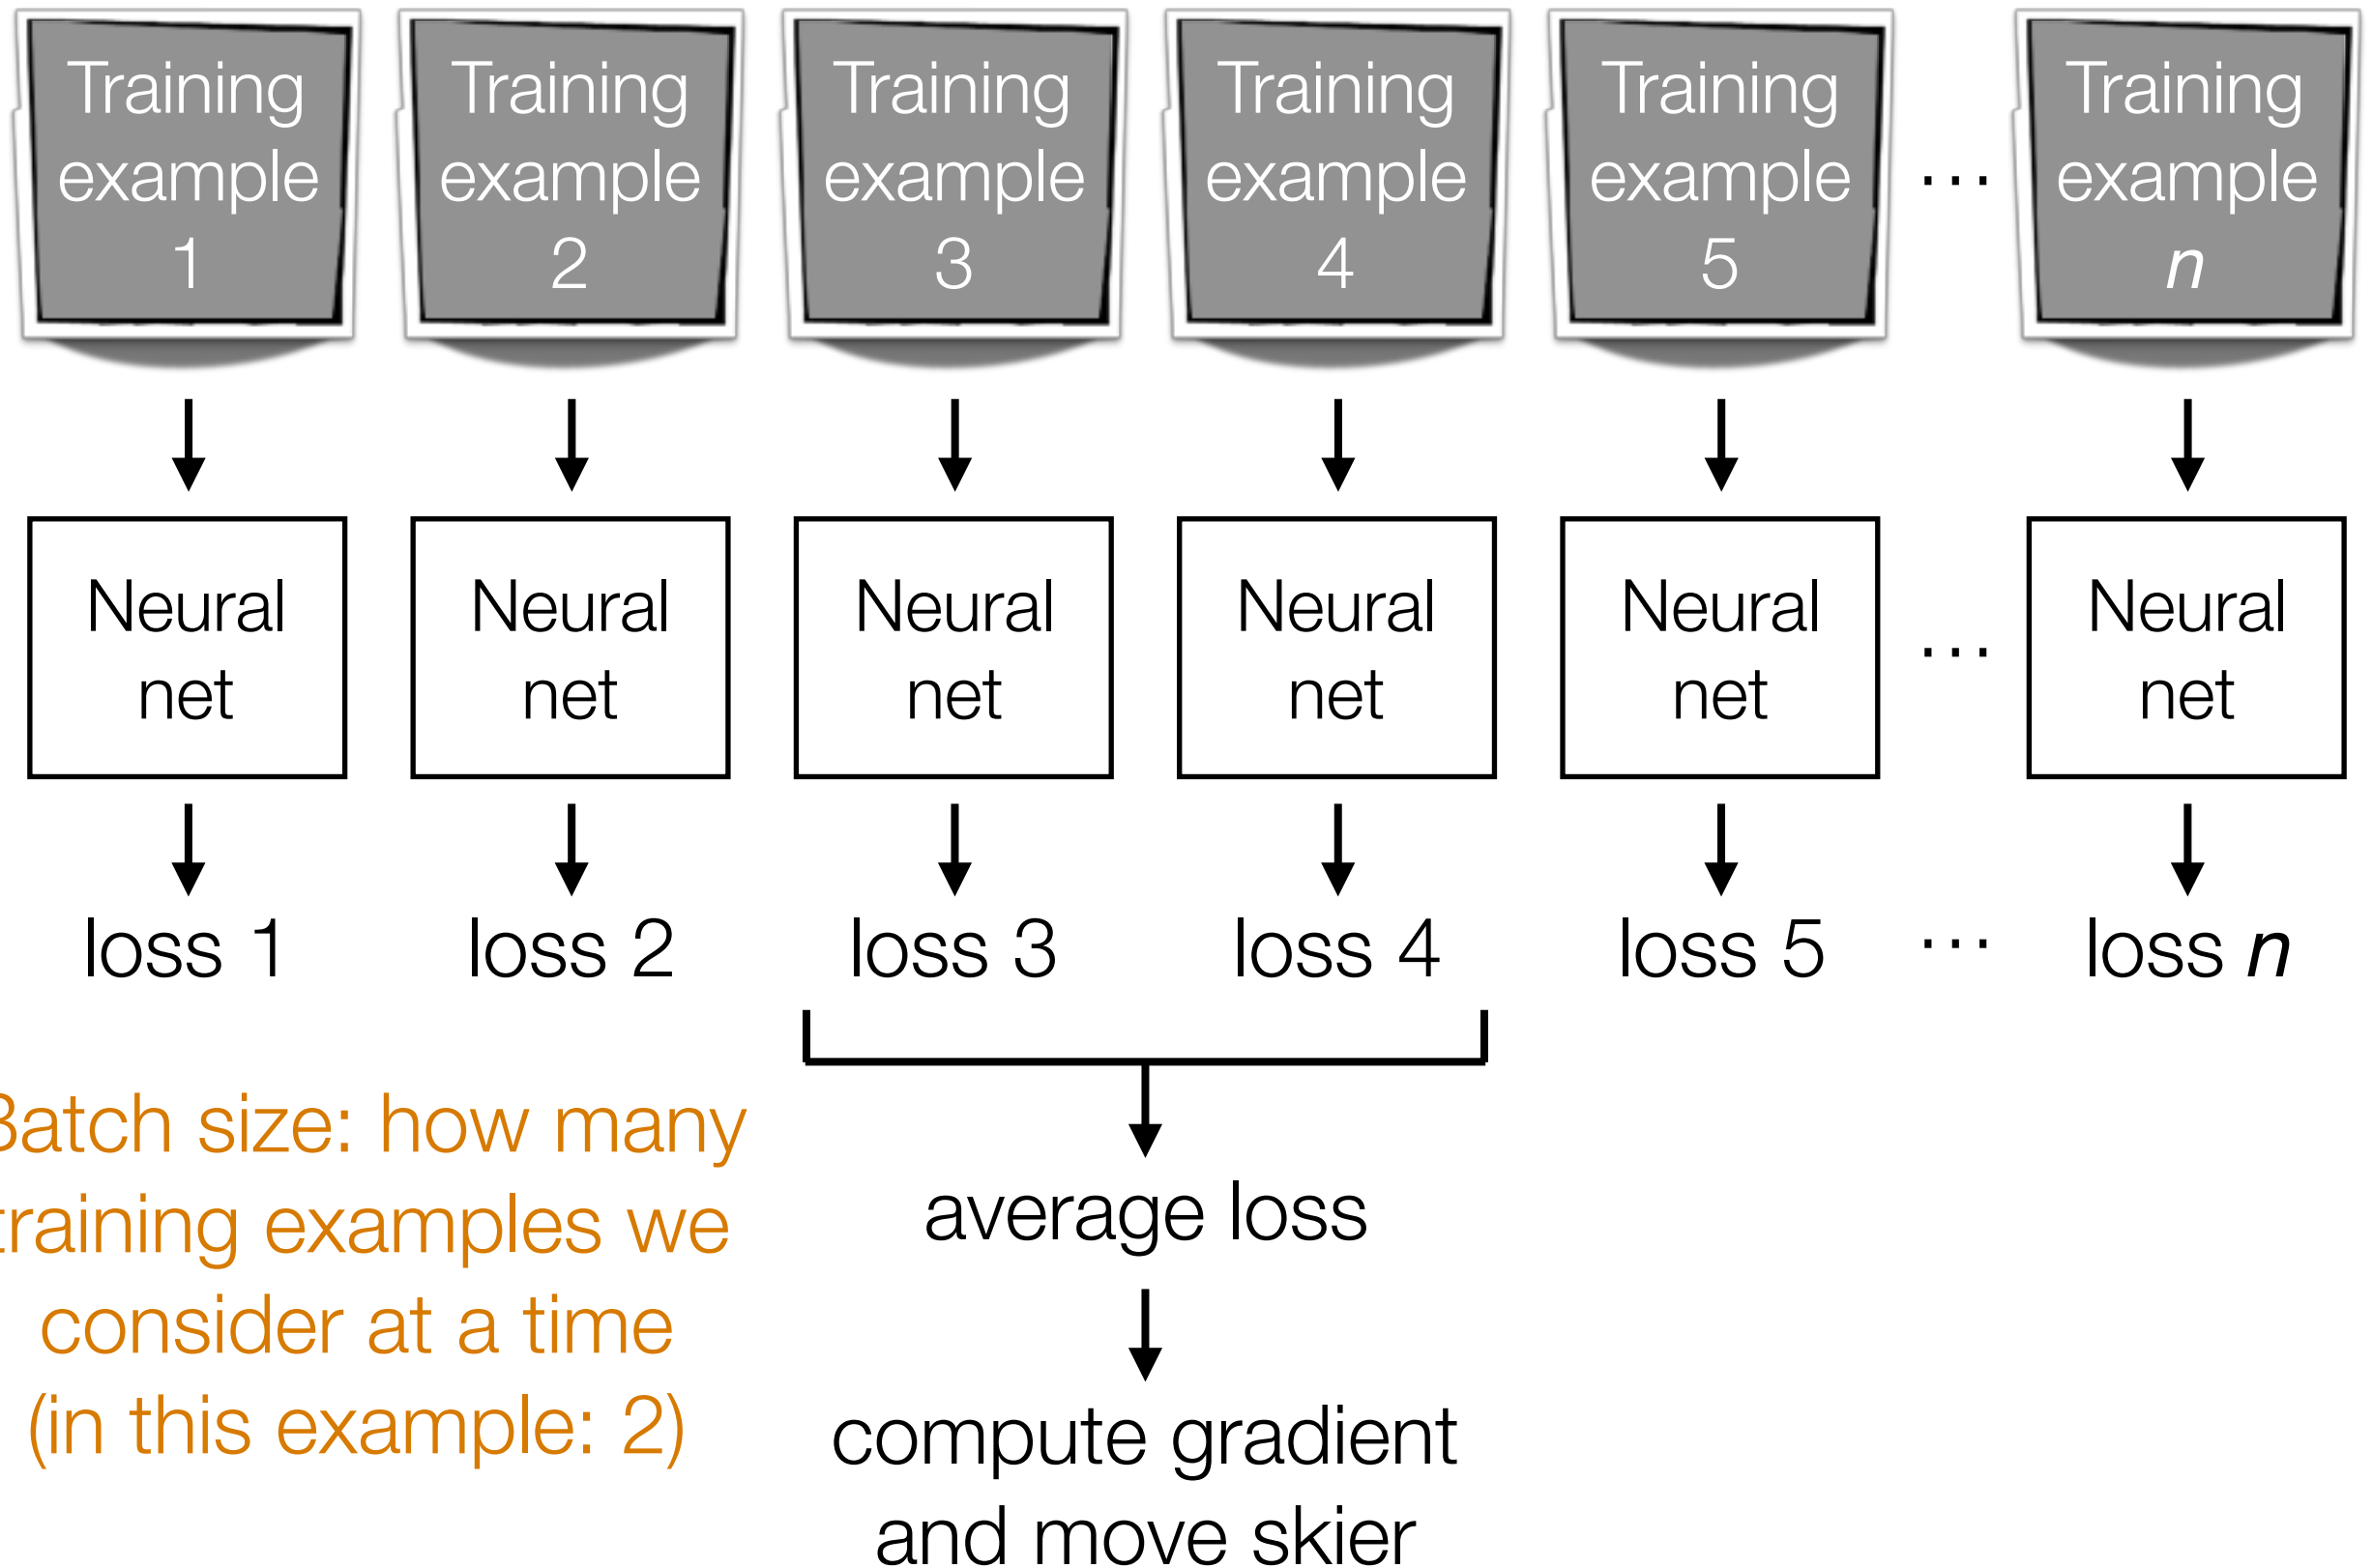 Training
example
1
Training
example
2
Training
example
3
Training
example
4
Training
example
5
...
Training
example
n
Neural
net
Neural
net
Neural
net
Neural
net
Neural
net
...
Neural
net
loss 1
loss 2
loss 3
loss 4
loss 5
...
loss n
Batch size: how many
training examples we
consider at a time
(in this example: 2)
average loss
compute gradient
and move skier